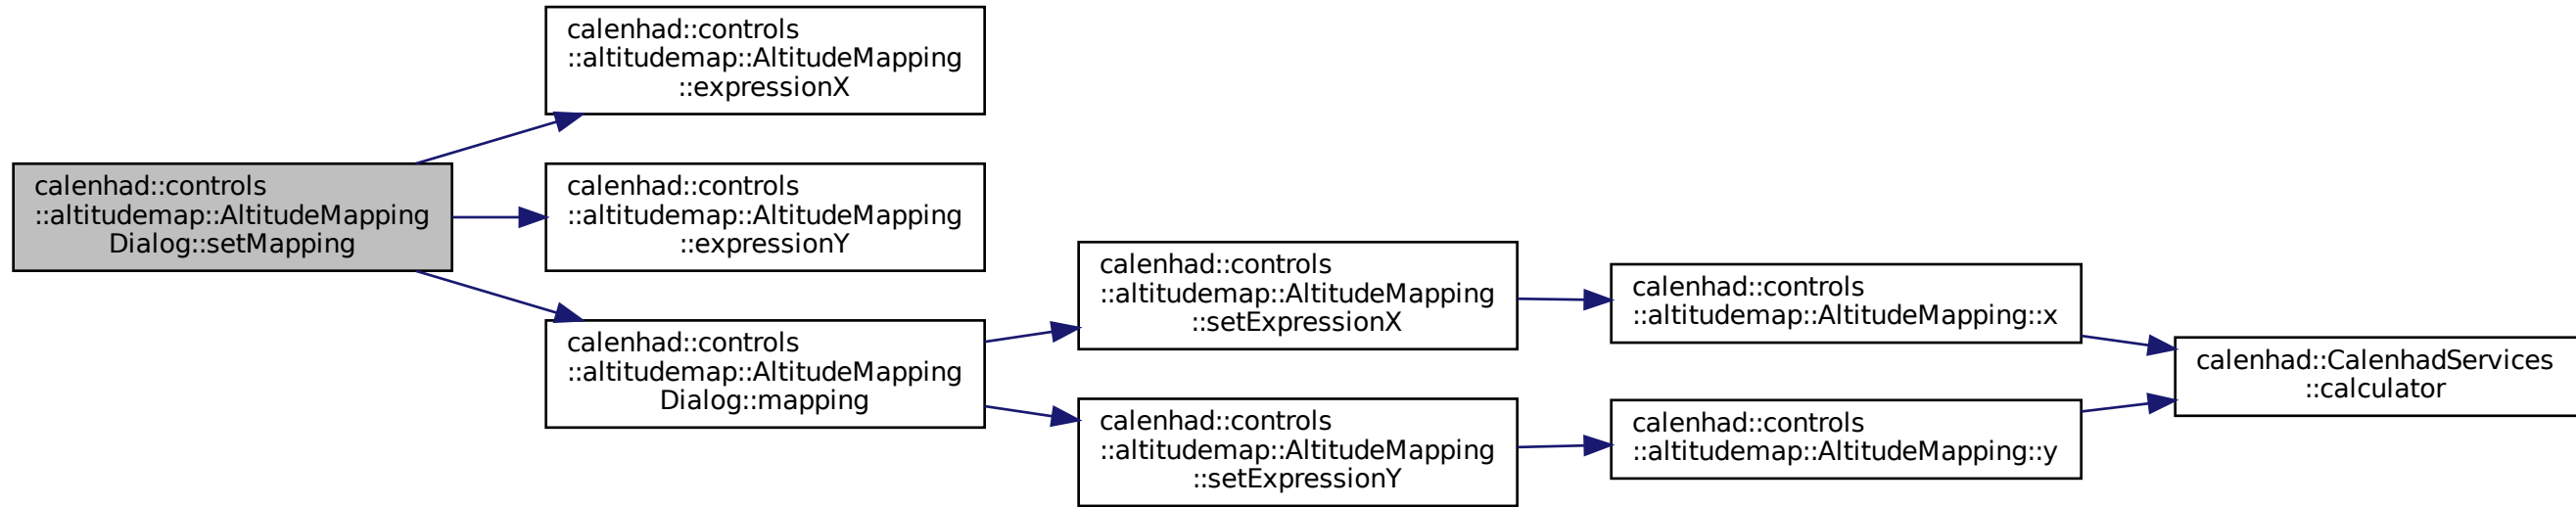 calenhad::controls
::altitudemap::AltitudeMapping
::expressionX
calenhad::controls
::altitudemap::AltitudeMapping
Dialog::setMapping
calenhad::controls
::altitudemap::AltitudeMapping
::expressionY
calenhad::controls
::altitudemap::AltitudeMapping
Dialog::mapping
calenhad::controls
::altitudemap::AltitudeMapping
::setExpressionX
calenhad::controls
::altitudemap::AltitudeMapping
::setExpressionY
calenhad::controls
::altitudemap::AltitudeMapping::x
calenhad::controls
::altitudemap::AltitudeMapping::y
calenhad::CalenhadServices
::calculator